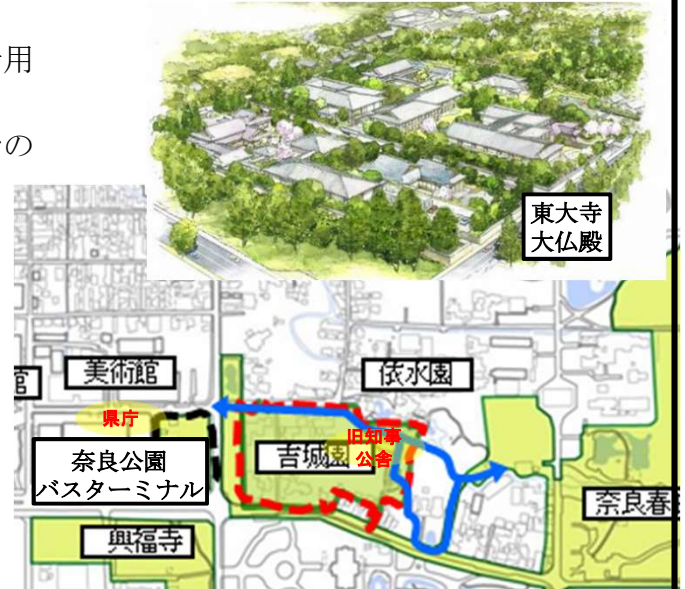 用
の
東大寺
大仏殿
美術館
依水園
県庁
旧知事
公舎
吉城園
奈良公園
バスターミナル
奈良春
興福寺